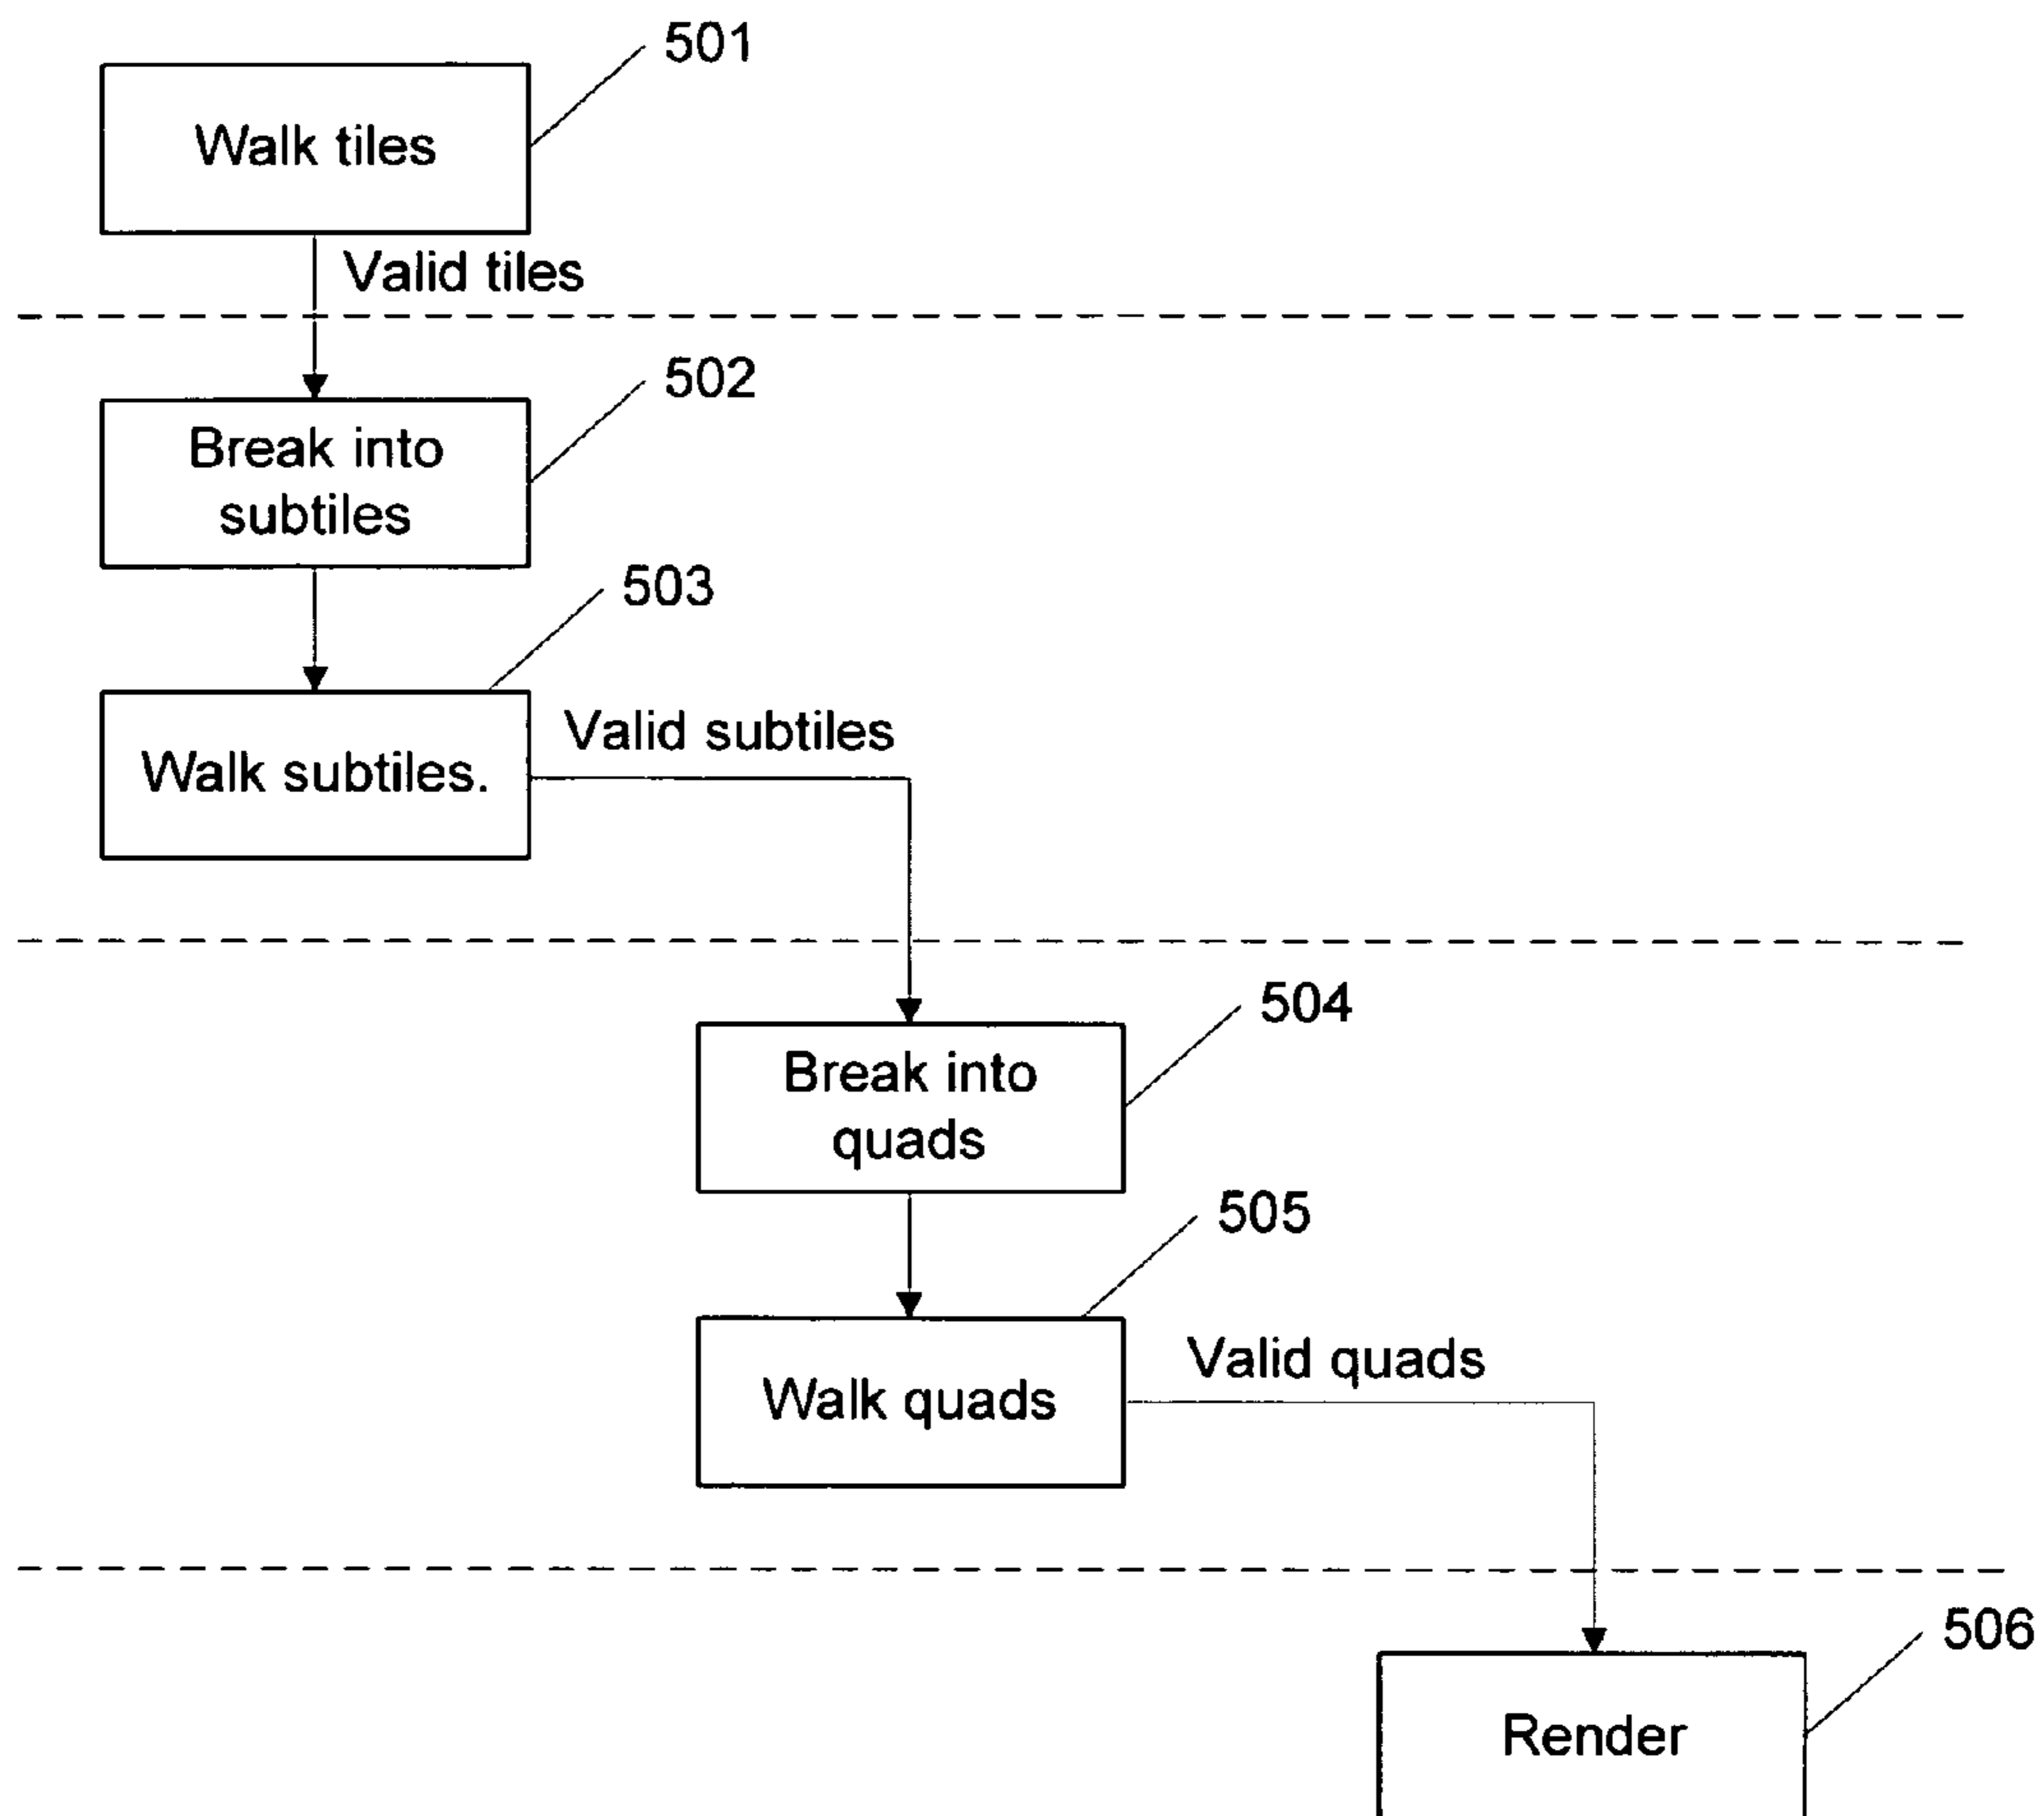 501
Walk tiles
Valid tiles
502
Break into
subtiles
503
Valid subtiles
Walk subtiles.
504
Break into
quads
505
Valid quads
Walk quads
506
Render